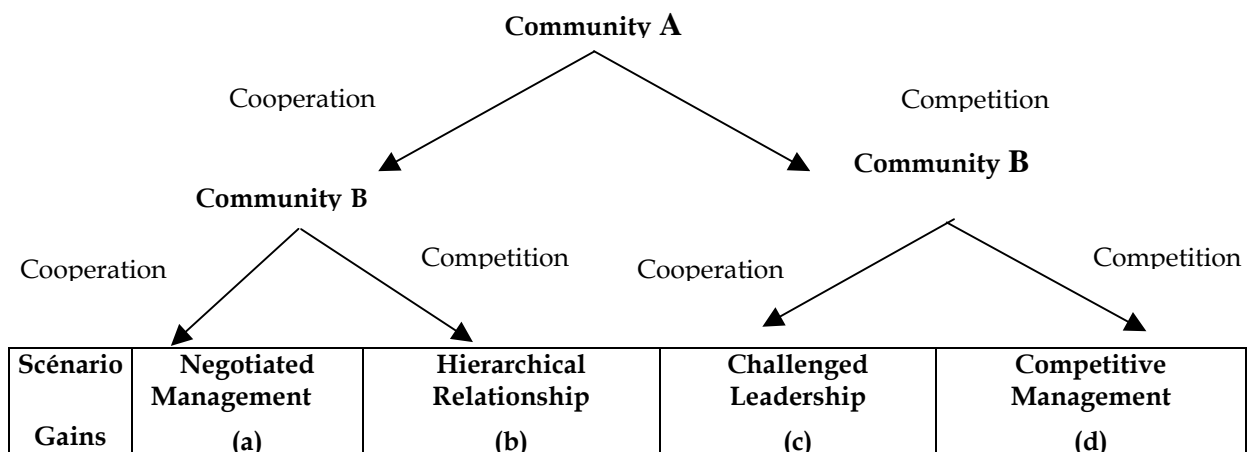 Community A
Cooperation
Competition
Community B
Community B
Cooperation
Competition
Cooperation
Competition
Scénario
Negotiated
Hierarchical
Challenged
Competitive
Management
Relationship
Leadership
Management
Gains
(a)
(b)
(c)
(d)